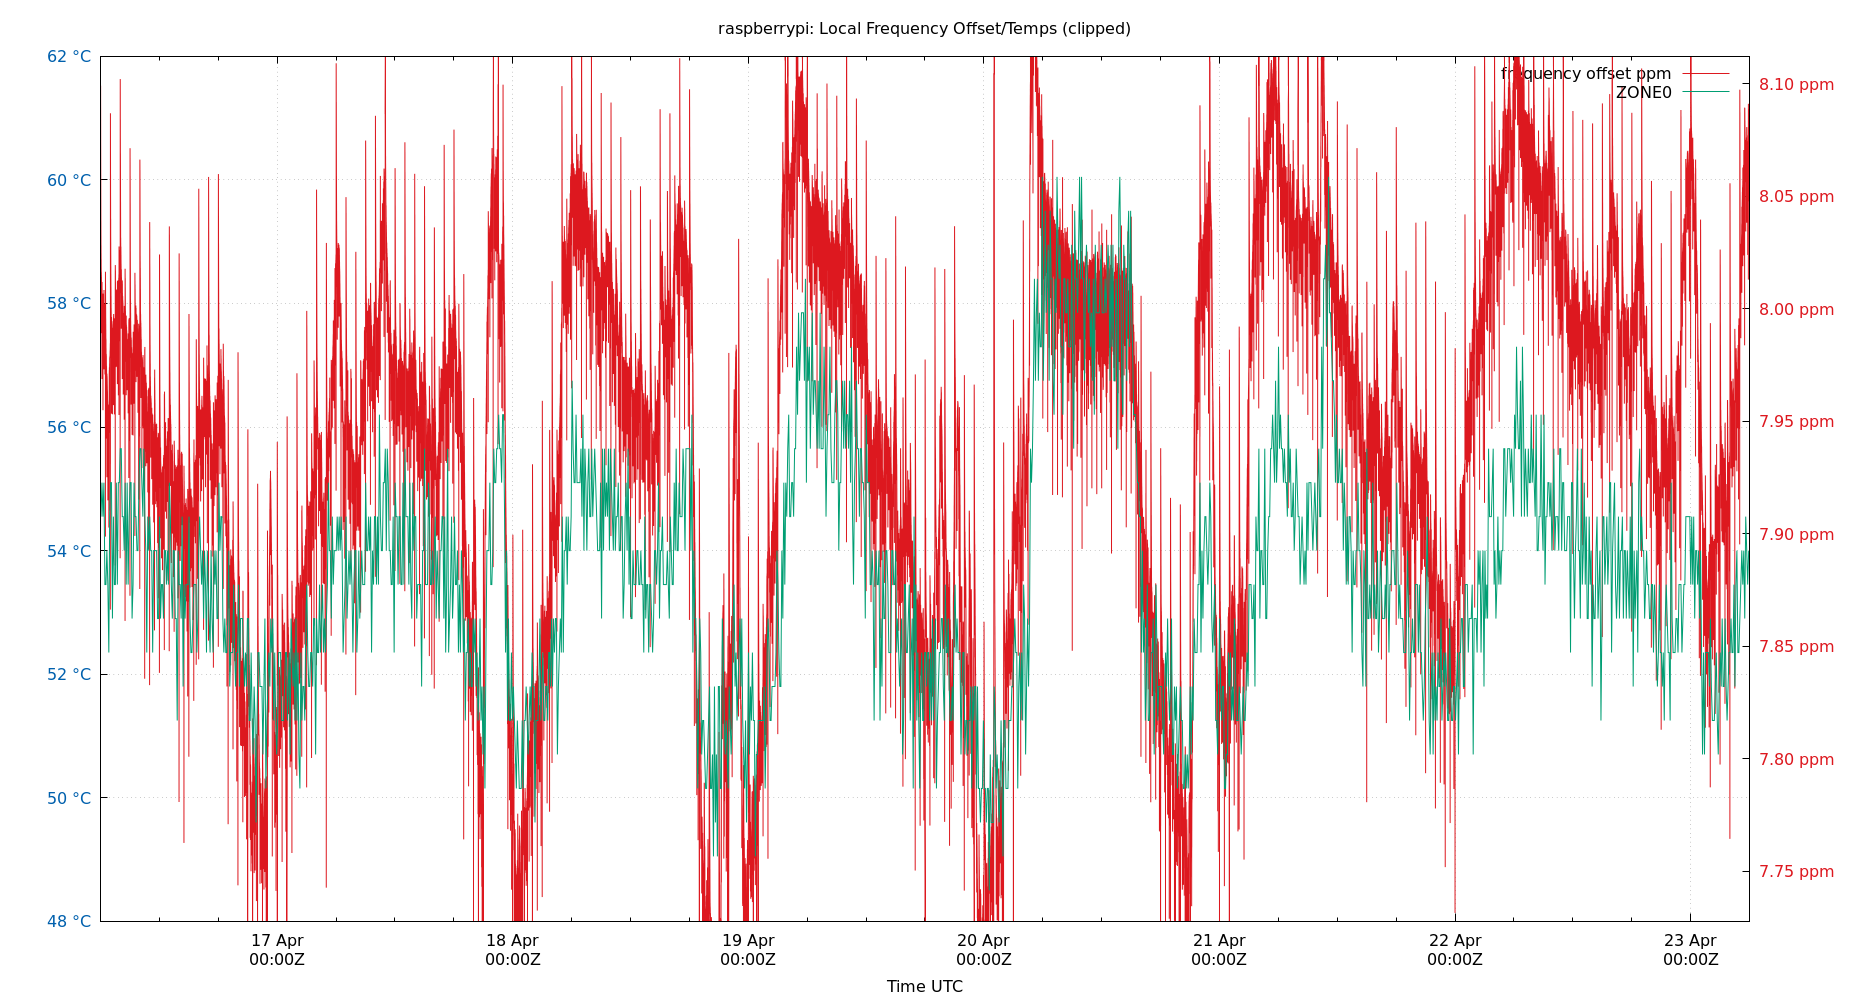 raspberrypi: Local Frequency Offset/Temps (clipped)
62 °C
60 °C
58 °C
56 °C
54 °C
52 °C
50 °C
48 °C
frequency offset ppm
ZONE0
8.10 ppm
8.05 ppm
8.00 ppm
7.95 ppm
7.90 ppm
7.85 ppm
7.80 ppm
7.75 ppm
17 Apr
00:00Z
18 Apr
00:00Z
19 Apr
00:00Z
20 Apr
00:00Z
21 Apr
00:00Z
22 Apr
00:00Z
23 Apr
00:00Z
Time UTC